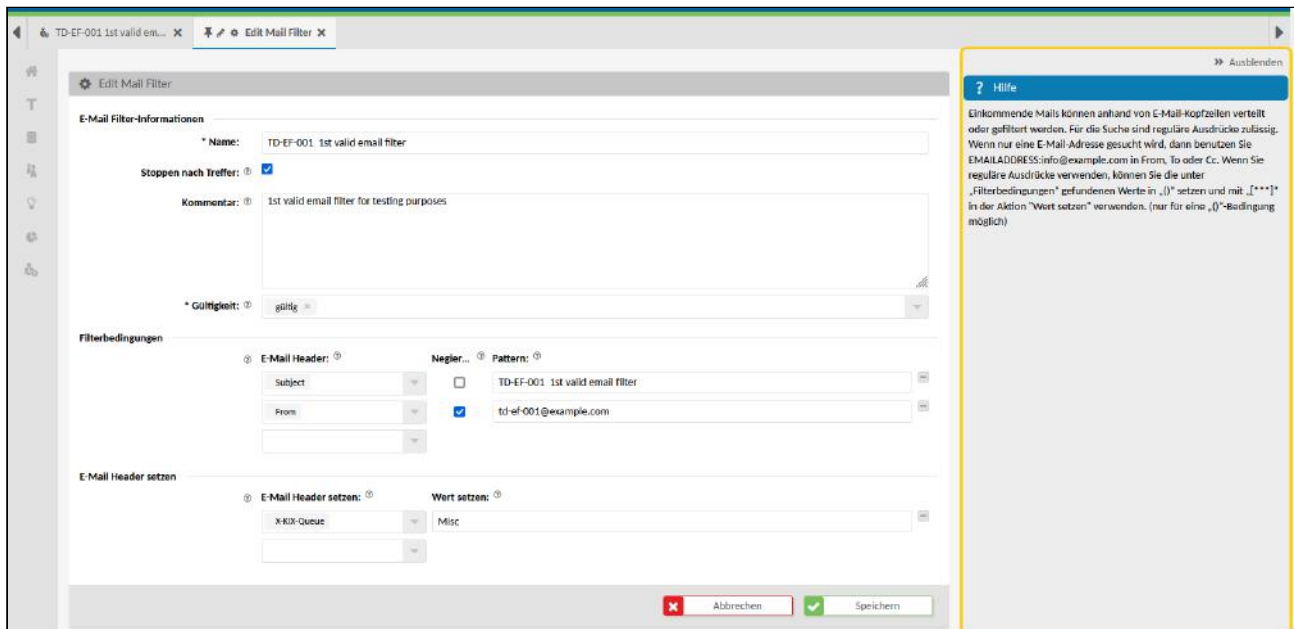 TD-EF-001 1st valid em... Edit Mail Filter
Ausblenden
Edit Mail Filter
? Hilfe
Einkommende Mails können anhand von E-Mail-Kopfzeilen verteilt
oder gefiltert werden. Für die Suche sind reguläre Ausdrücke zulässig.
Wenn nur eine E-Mail-Adresse gesucht wird, dann benutzen Sie
EMAILADDRESS:info@example.com in From, To oder Cc. Wenn Sie
reguläre Ausdrücke verwenden, können Sie die unter
„Filterbedingungen" gefundenen Werte in „()" setzen und mit „[***]"
in der Aktion "Wert setzen" verwenden. (nur für eine „()"-Bedingung
möglich)
E-Mail Filter-Informationen
* Name: TD-EF-001 1st valid email filter
Stoppen nach Treffer:
Kommentar: 1st valid email filter for testing purposes
* Gültigkeit: gültig
Filterbedingungen
E-Mail Header: Negier... Pattern:
Subject TD-EF-001 1st valid email filter
From td-ef-001@example.com
E-Mail Header setzen
E-Mail Header setzen: Wert setzen:
X-KIX-Queue Misc
Abbrechen Speichern